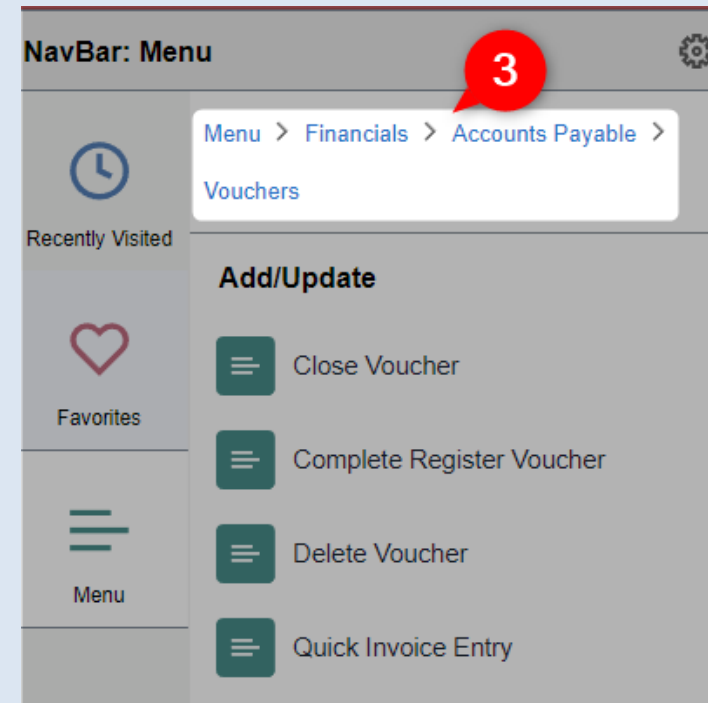 NavBar: Menu
3
Menu > Financials > Accounts Payable >
Vouchers
Recently Visited
Add/Update
Close Voucher
Favorites
Complete Register Voucher
Delete Voucher
Menu
Quick Invoice Entry